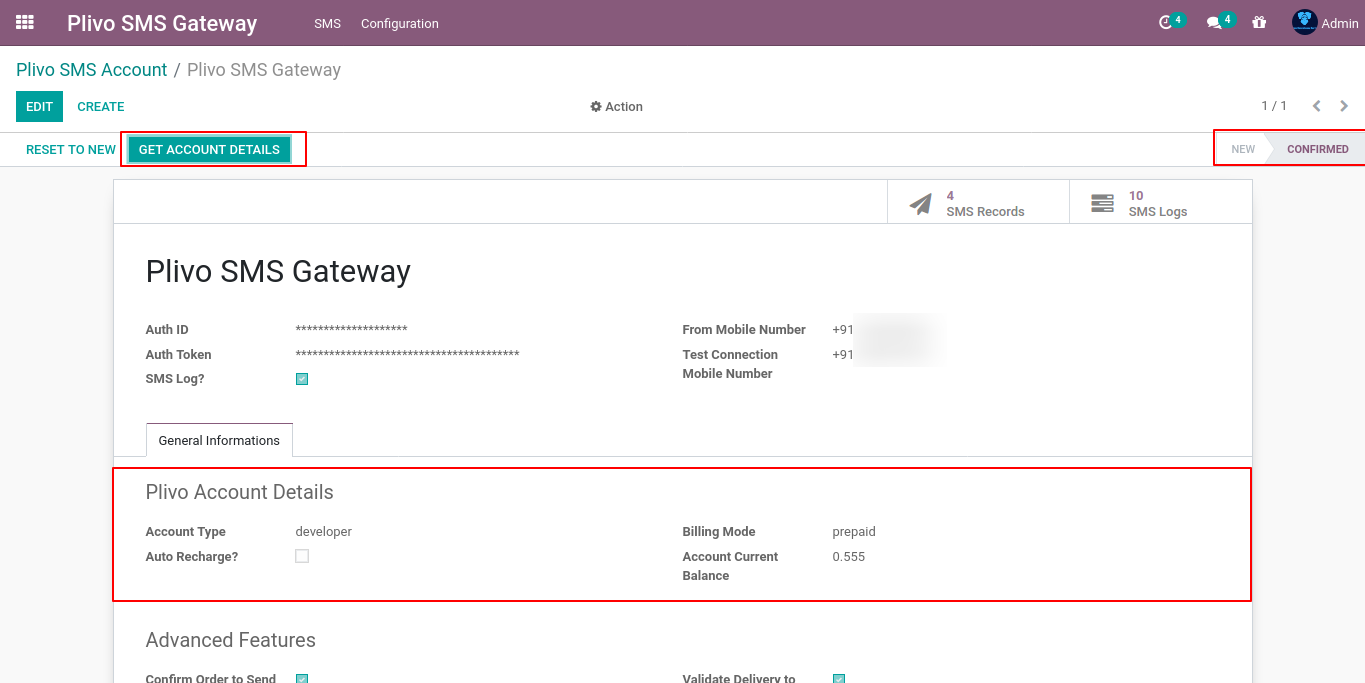 Plivo SMS Gateway SMS Configuration 4 4 Admin
Plivo SMS Account / Plivo SMS Gateway
EDIT CREATE Action 1 / 1
RESET TO NEW GET ACCOUNT DETAILS NEW CONFIRMED
4
SMS Records
10
SMS Logs
Plivo SMS Gateway
Auth ID *******************
Auth Token **************************************
SMS Log?
From Mobile Number +91
Test Connection +91
Mobile Number
General Informations
Plivo Account Details
Account Type developer
Auto Recharge?
Billing Mode prepaid
Account Current 0.555
Balance
Advanced Features
Confirm Order to Send
Validate Delivery to